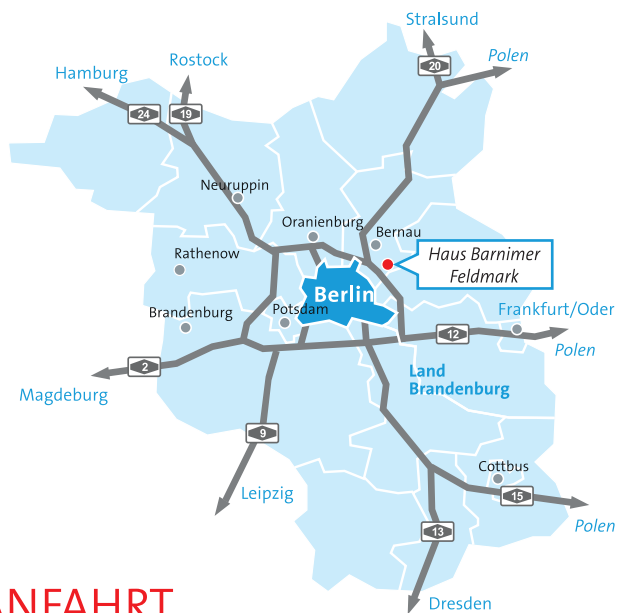 Stralsund
Rostock
Polen
Hamburg
20
24
19
Neuruppin
Oranienburg
Bernau
Haus Barnimer
Feldmark
Rathenow
Berlin
Brandenburg
Potsdam
Frankfurt/Oder
12
Polen
2
Land
Brandenburg
Magdeburg
9
Cottbus
Leipzig
15
Polen
13
Dresden
ANFAHRT